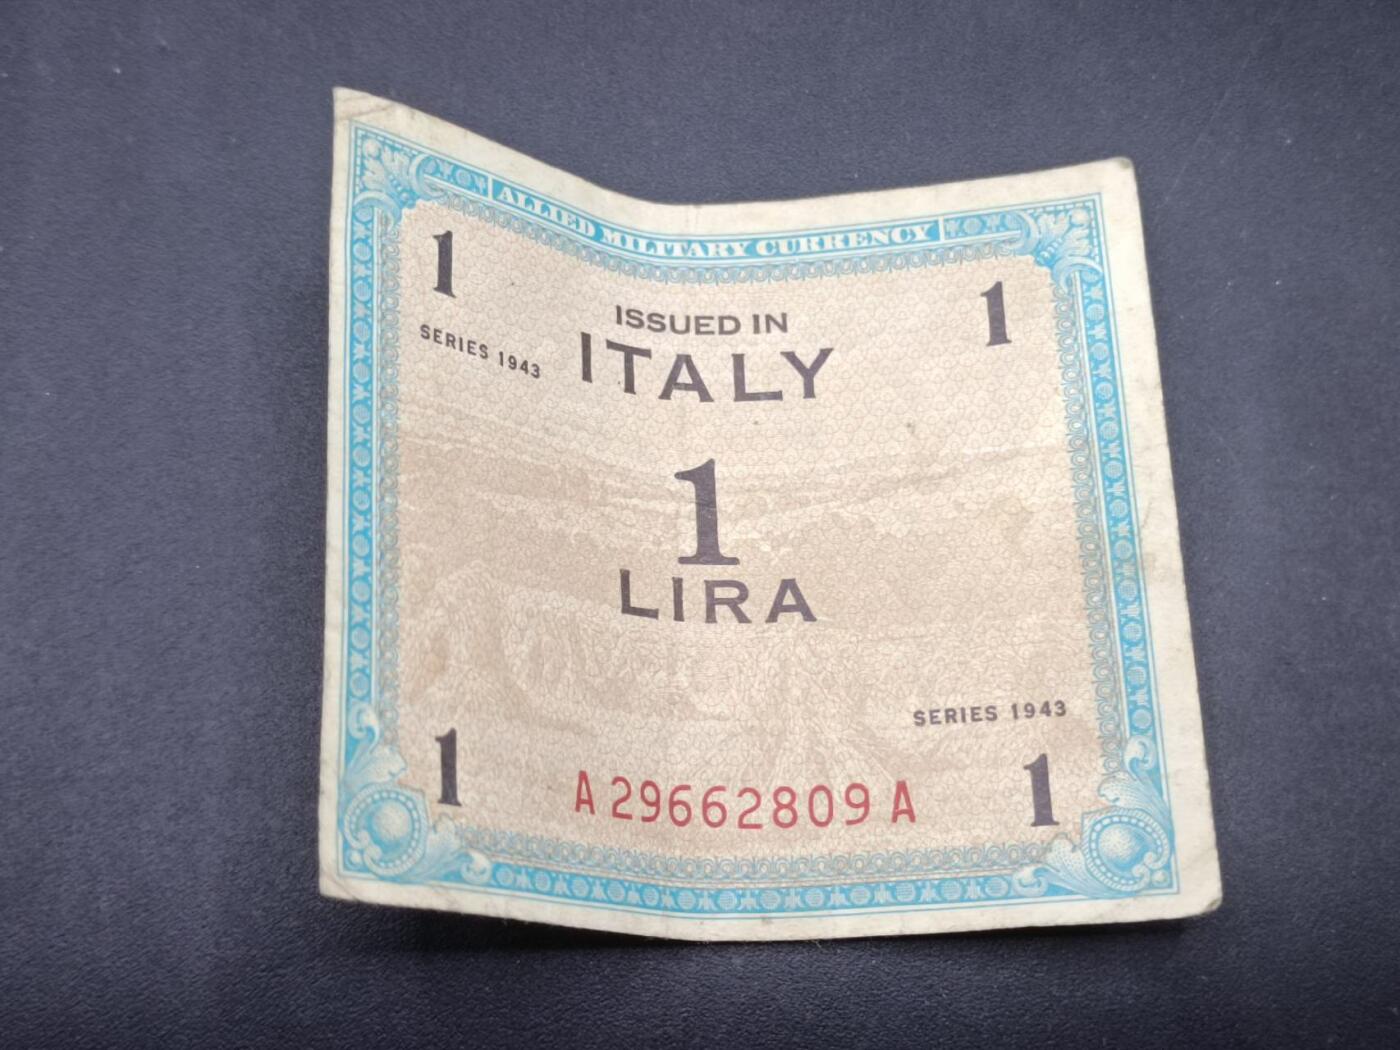 ALLIED MILITARY CURRENCY
1 1
ISSUED IN
SERIES 1943
ITALY
1
LIRA
SERIES 1943
1 1
A 29662809 A